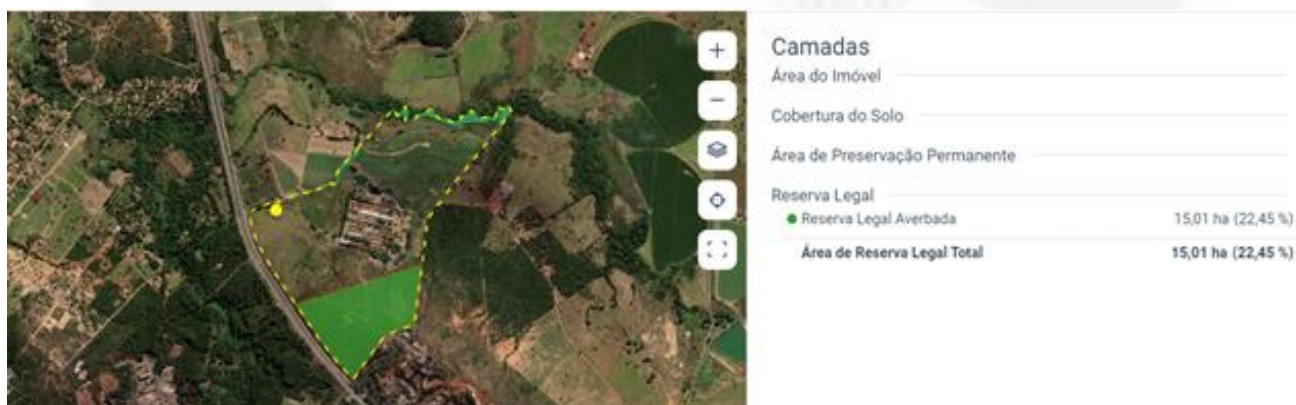 Camadas
Área do Imóvel
Cobertura do Solo
Área de Preservação Permanente
Reserva Legal
Reserva Legal Averbada 15,01 ha (22,45 %)
Área de Reserva Legal Total 15,01 ha (22,45 %)